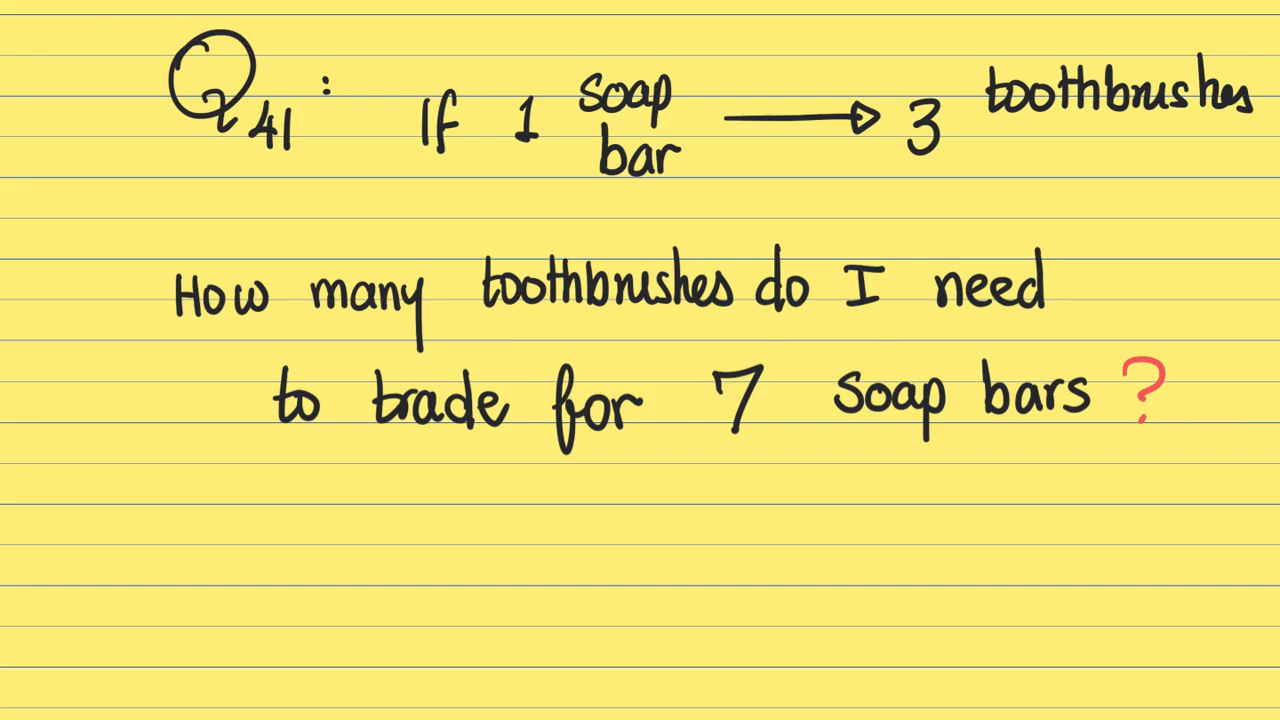 Q41: If 1 soap bar → 3 toothbrushes
How many toothbrushes do I need
to trade for 7 soap bars?